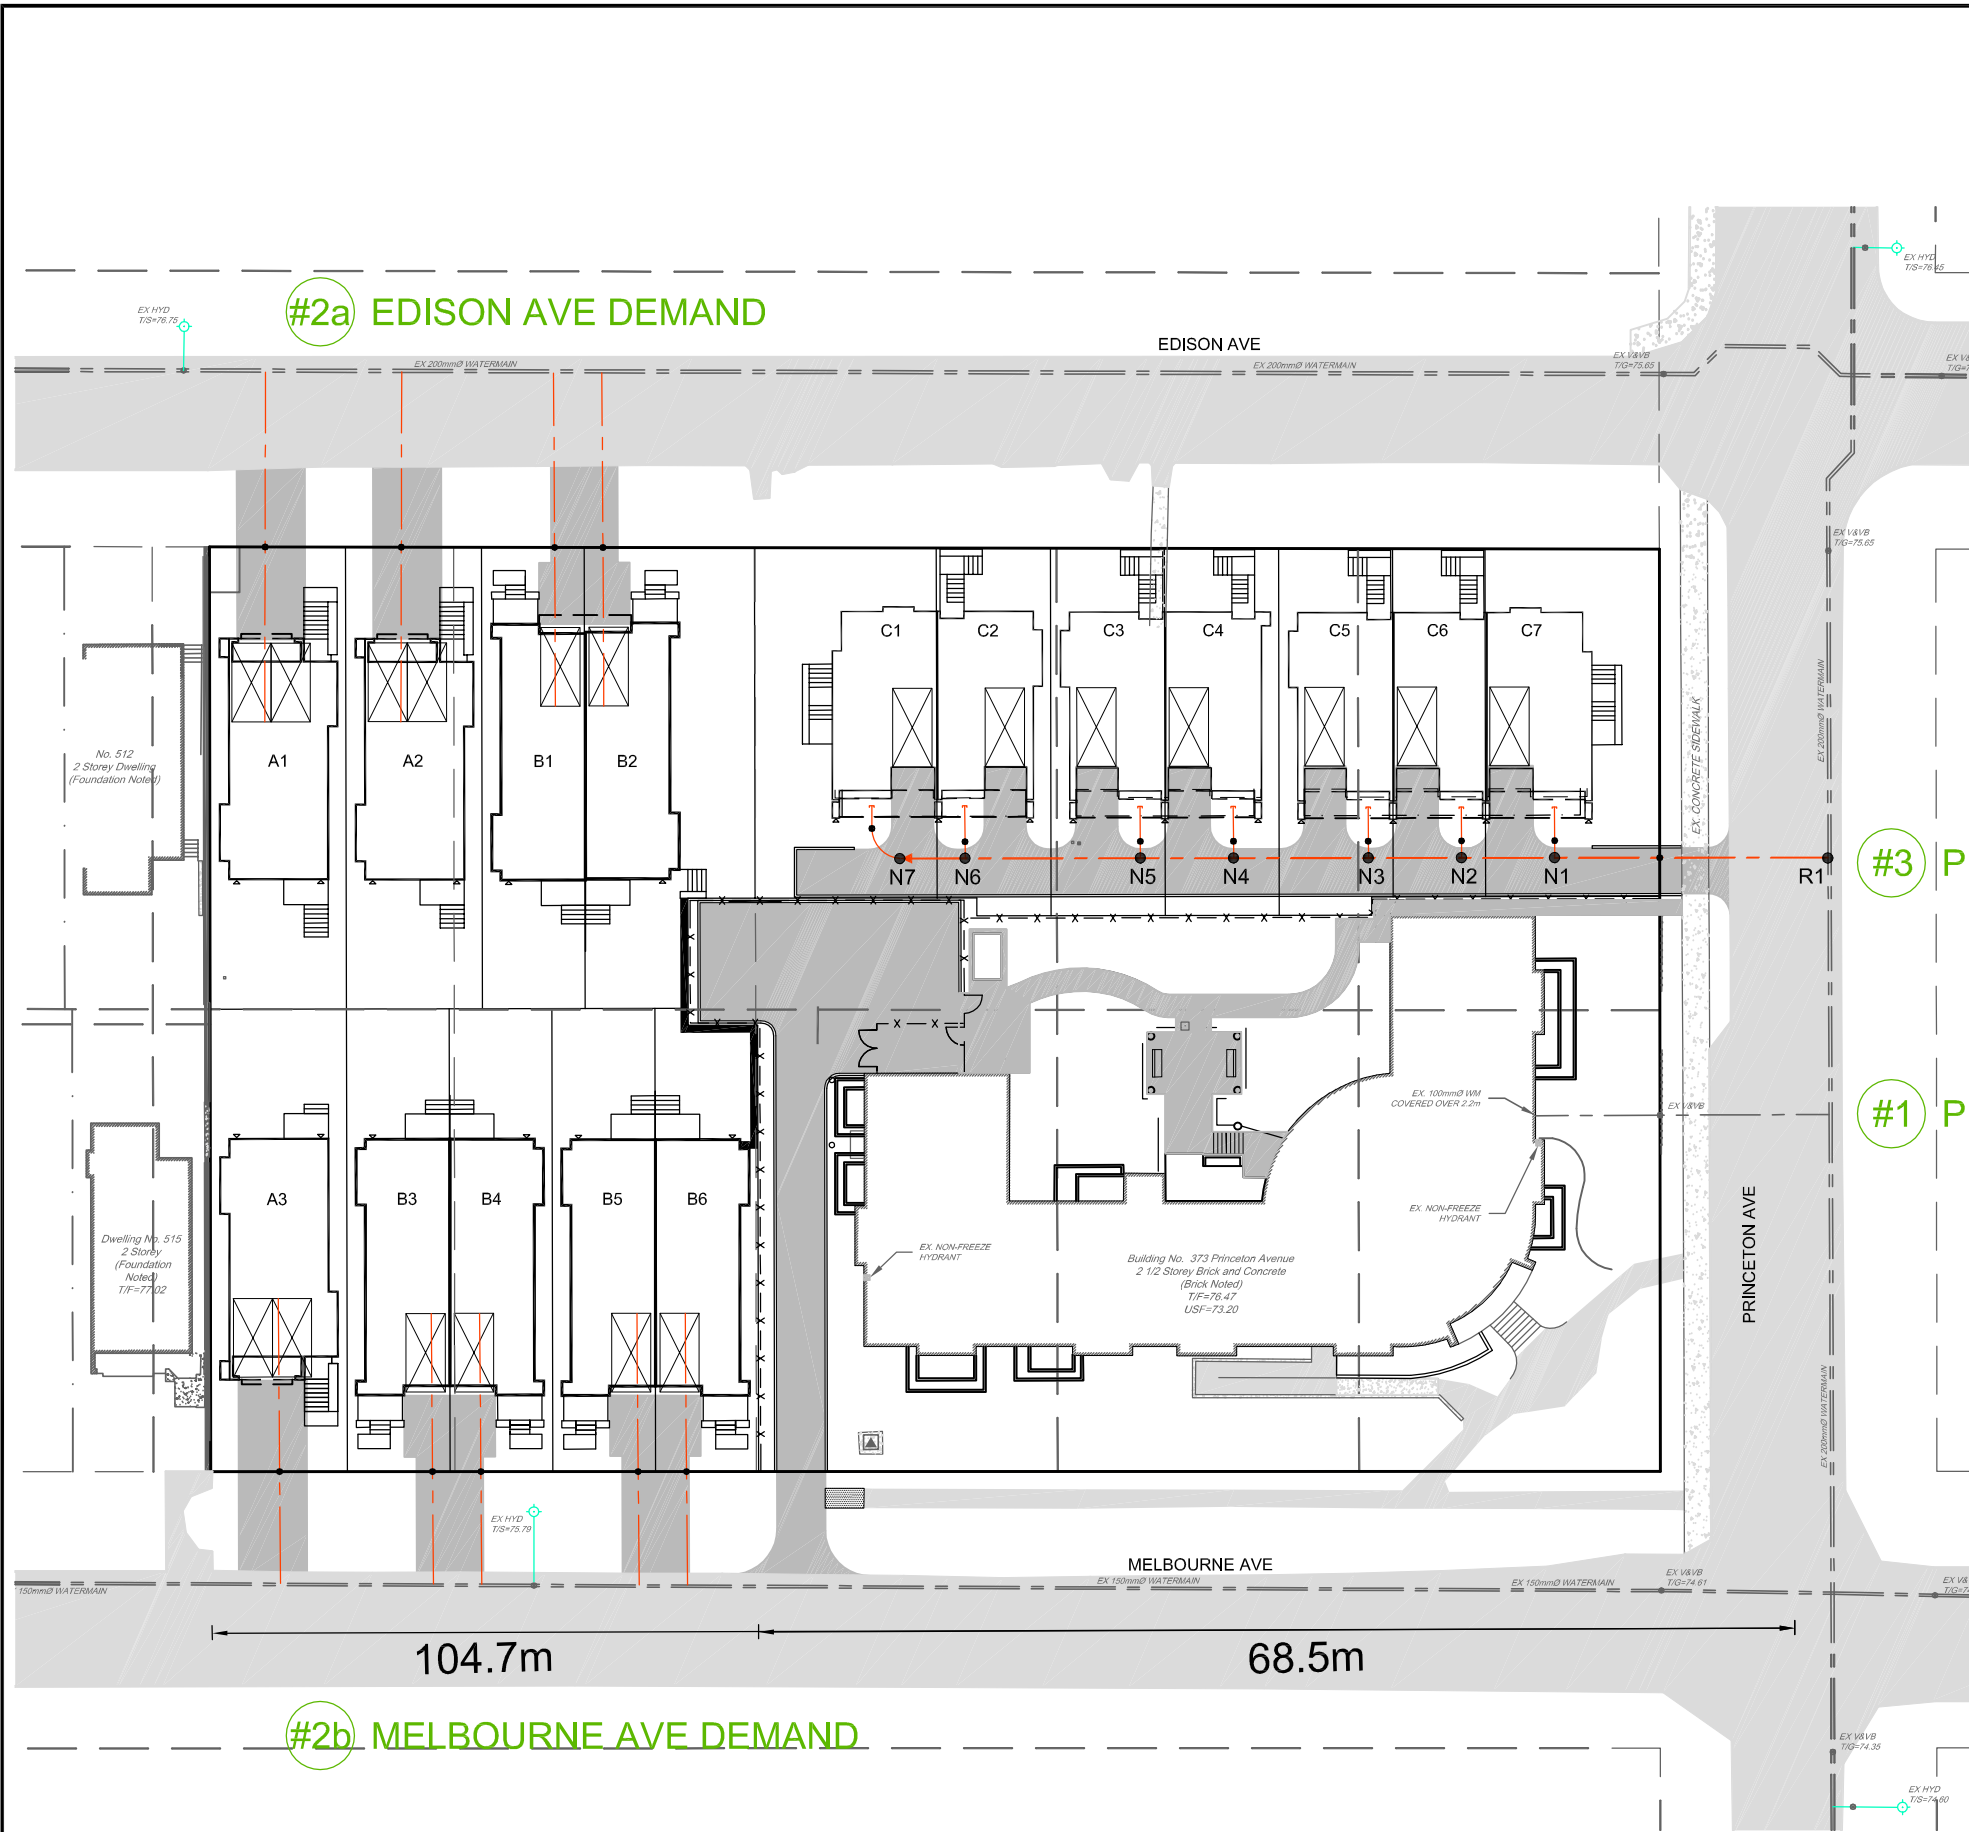 EX HYD
T/S=76.45
#2a EDISON AVE DEMAND
EX HYD
T/S=76.75
EDISON AVE
EX 200mmØ WATERMAIN
EX 200mmØ WATERMAIN
EX V&VB
T/G=75.65
EX V&VB
T/G=75.65
C1
C2
C3
C4
C5
C6
C7
EX 200mmØ WATERMAIN
EX. CONCRETE SIDEWALK
No. 512
2 Storey Dwelling
(Foundation Noted)
A1
A2
B1
B2
N7
N6
N5
N4
N3
N2
N1
R1
#3 P
EX. 100mmØ WM
COVERED OVER 2.2m
EX V&VB
#1 P
A3
B3
B4
B5
B6
EX. NON-FREEZE
HYDRANT
PRINCETON AVE
Dwelling No. 515
2 Storey
(Foundation
Noted)
T/F=77.02
EX. NON-FREEZE
HYDRANT
Building No. 373 Princeton Avenue
2 1/2 Storey Brick and Concrete
(Brick Noted)
T/F=76.47
USF=73.20
EX 200mmØ WATERMAIN
EX HYD
T/S=75.79
MELBOURNE AVE
150mmØ WATERMAIN
EX 150mmØ WATERMAIN
EX 150mmØ WATERMAIN
EX V&VB
T/G=74.61
104.7m
68.5m
#2b MELBOURNE AVE DEMAND
EX V&VB
T/G=74.35
EX HYD
T/S=74.60